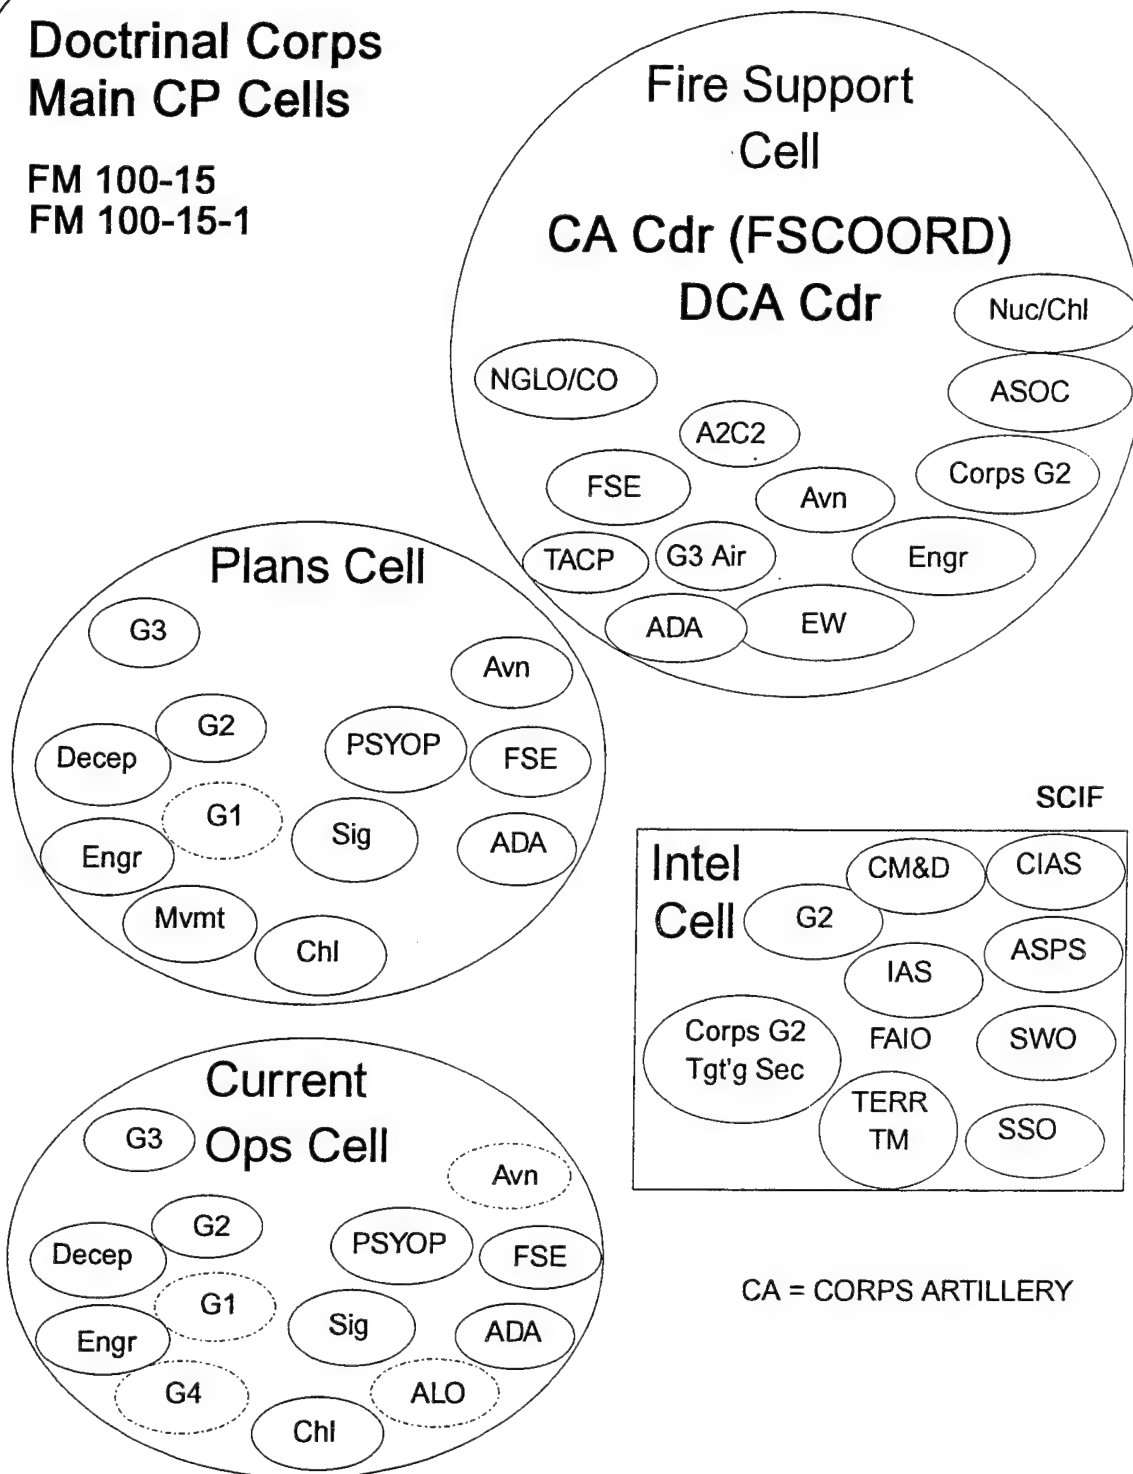 Doctrinal Corps
Main CP Cells
FM 100-15
FM 100-15-1
Fire Support
Cell
CA Cdr (FSCOORD)
DCA Cdr
Nuc/Chl
NGLO/CO
ASOC
A2C2
Corps G2
FSE
Avn
TACP
G3 Air
Engr
ADA
EW
Plans Cell
G3
Avn
G2
PSYOP
Decep
FSE
G1
Sig
ADA
Engr
Mvmt
Chl
SCIF
Intel
Cell
CM&D
CIAS
G2
ASPS
IAS
Corps G2
Tgt'g Sec
FAIO
SWO
TERR
TM
SSO
Current
Ops Cell
G3
Avn
G2
PSYOP
Decep
FSE
G1
Sig
ADA
Engr
G4
ALO
Chl
CA = CORPS ARTILLERY